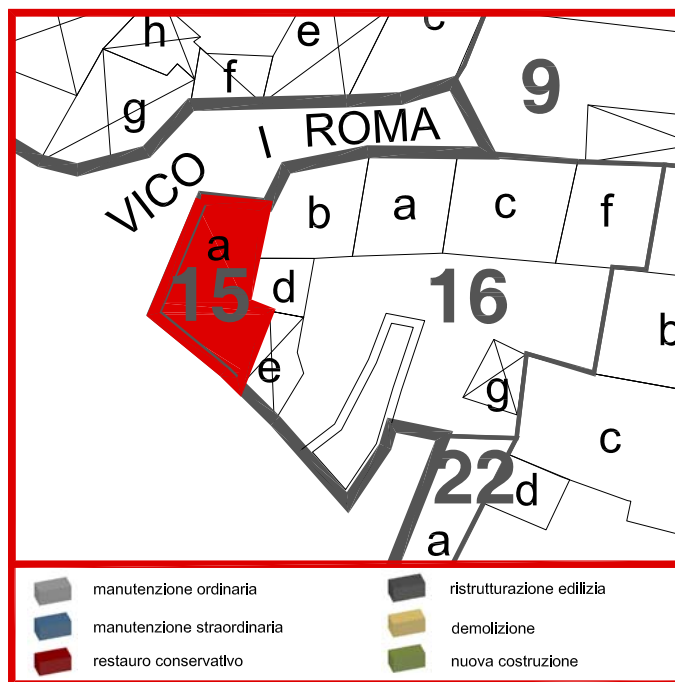 h
e
c
g
f
9
VICO I ROMA
b
a
c
f
a
15
d
16
e
b
g
c
22
d
a
manutenzione ordinaria
ristrutturazione edilizia
manutenzione straordinaria
demolizione
restauro conservativo
nuova costruzione